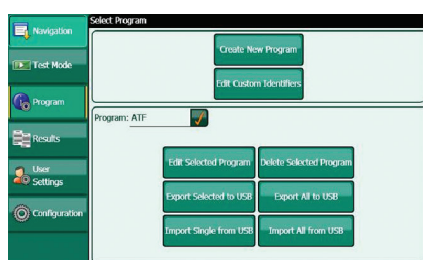 Select Program
Navigation
Test Mode
Program
Results
User
Settings
Configuration
Create New Program
Edit Custom Identifiers
Program: ATF
Edit Selected Program
Delete Selected Program
Export Selected to USB
Export All to USB
Import Single from USB
Import All from USB